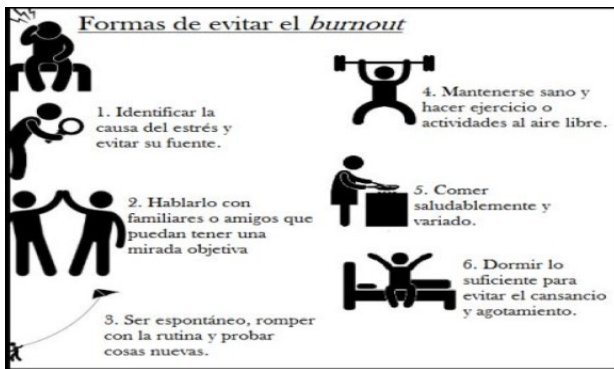 Formas de evitar el burnout
1. Identificar la
causa del estrés y
evitar su fuente.
2. Hablarlo con
familiares o amigos que
puedan tener una
mirada objetiva
3. Ser espontáneo, romper
con la rutina y probar
cosas nuevas.
4. Mantenerse sano y
hacer ejercicio o
actividades al aire libre.
5. Comer
saludablemente y
variado.
6. Dormir lo
suficiente para
evitar el cansancio
y agotamiento.